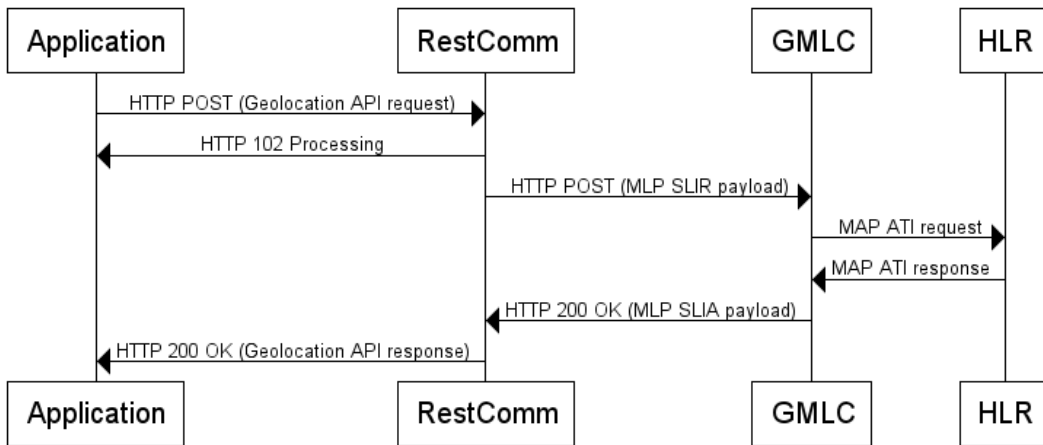 Application
RestComm
GMLC
HLR
HTTP POST (Geolocation API request)
HTTP 102 Processing
HTTP POST (MLP SLIR payload)
MAP ATI request
MAP ATI response
HTTP 200 OK (MLP SLIA payload)
HTTP 200 OK (Geolocation API response)
Application
RestComm
GMLC
HLR